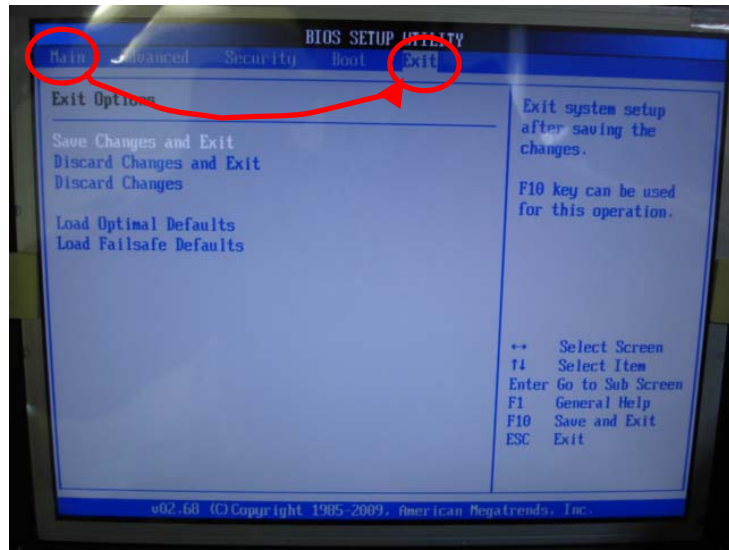 BIOS SETUP UTILITY
Main Advanced Security Boot Exit
Exit Options
Save Changes and Exit
Discard Changes and Exit
Discard Changes
Load Optimal Defaults
Load Failsafe Defaults
Exit system setup
after saving the
changes.
F10 key can be used
for this operation.
↔ Select Screen
↑↓ Select Item
Enter Go to Sub Screen
F1 General Help
F10 Save and Exit
ESC Exit
v02.68 (C)Copyright 1985-2009, American Megatrends, Inc.